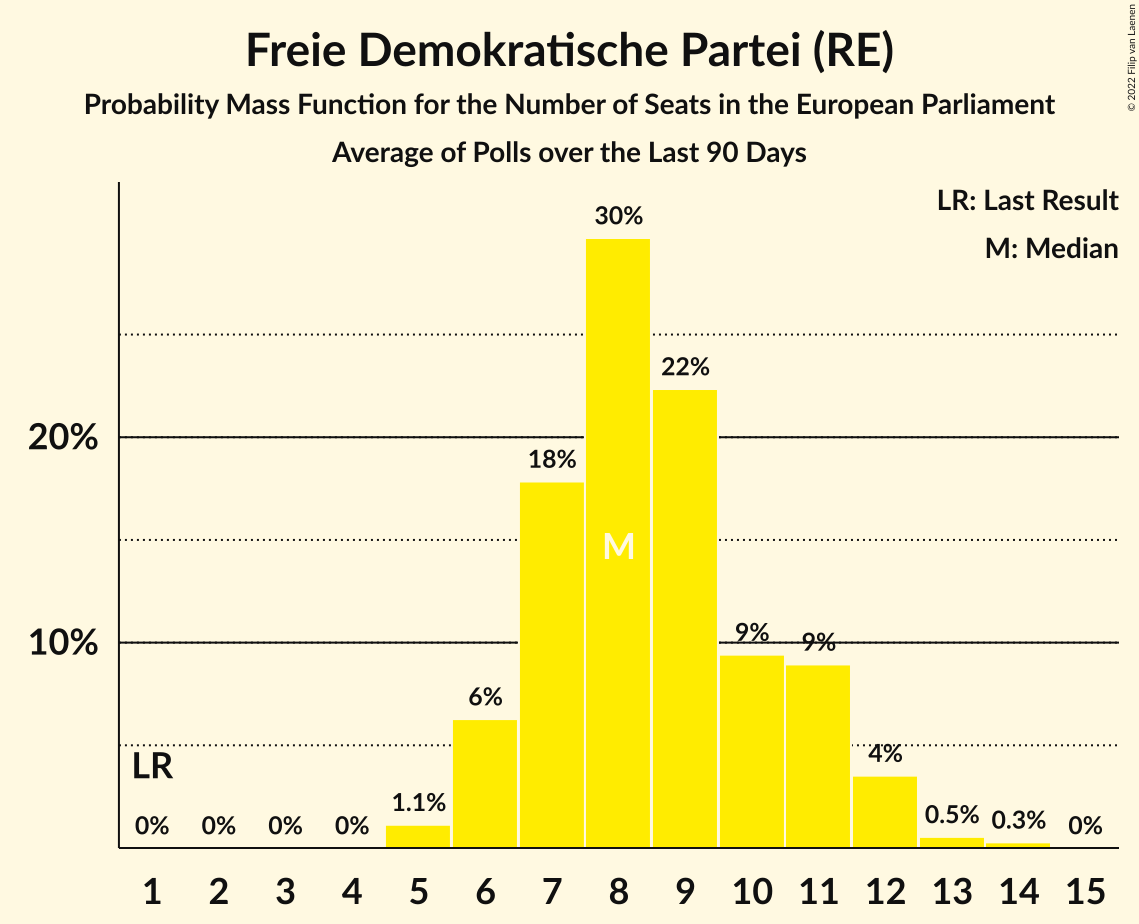 Freie Demokratische Partei (RE)
Probability Mass Function for the Number of Seats in the European Parliament
Average of Polls over the Last 90 Days
© 2022 Filip van Laenen
LR: Last Result
M: Median
30%
22%
20%
18%
M
10%
9%
9%
6%
4%
LR
1.1%
0.5%
0.3%
0%
0%
0%
0%
0%
1 2 3 4 5 6 7 8 9 10 11 12 13 14 15